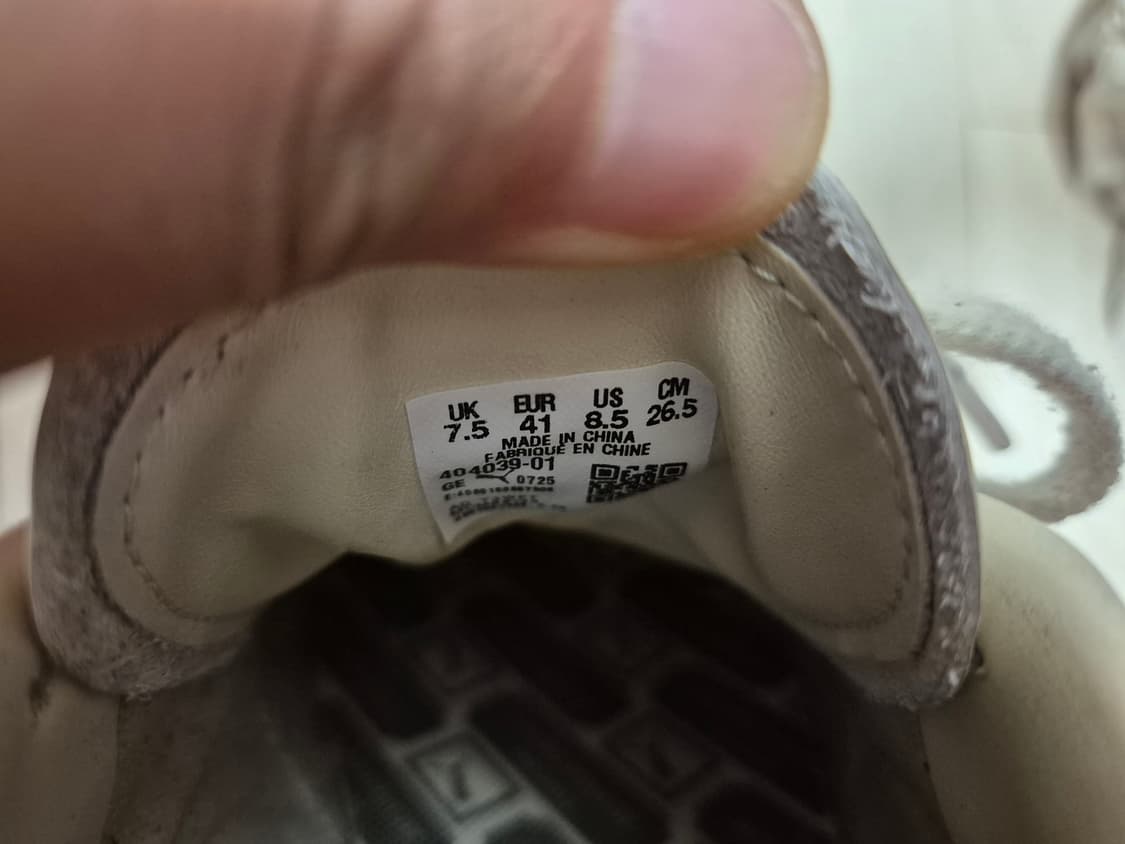 UK EUR US CM
7.5 41 8.5 26.5
MADE IN CHINA
FABRIQUÉ EN CHINE
404039-01
GE 0725